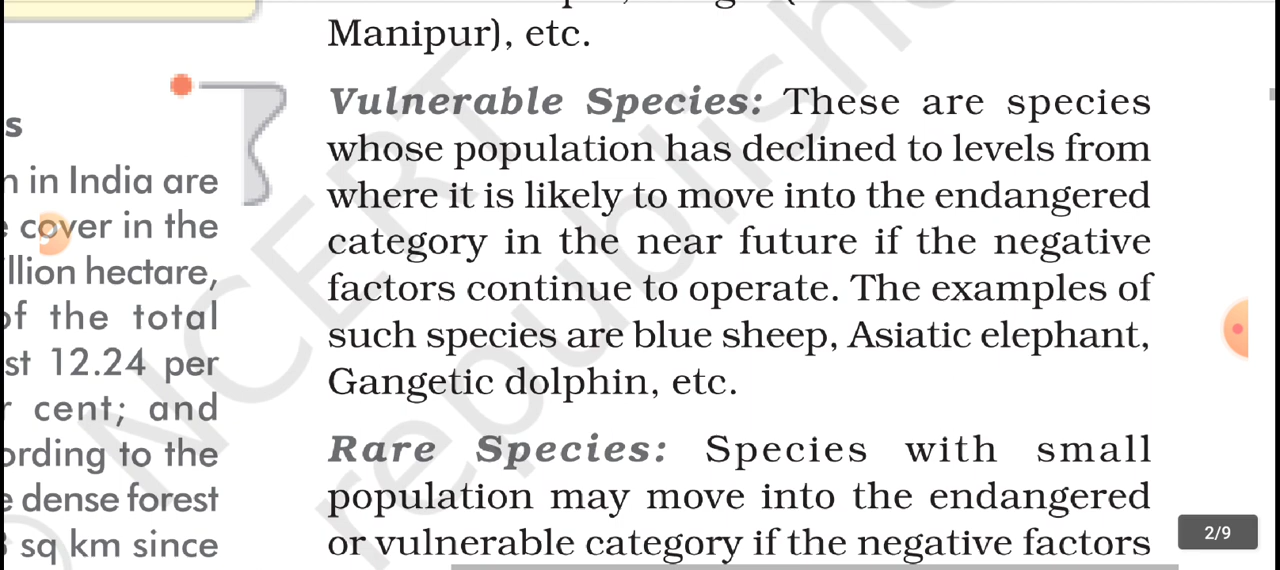 Manipur), etc.
Vulnerable Species: These are species
whose population has declined to levels from
where it is likely to move into the endangered
category in the near future if the negative
factors continue to operate. The examples of
such species are blue sheep, Asiatic elephant,
Gangetic dolphin, etc.
Rare Species: Species with small
population may move into the endangered
or vulnerable category if the negative factors
s
n in India are
cover in the
llion hectare,
of the total
st 12.24 per
r cent; and
ording to the
e dense forest
sq km since
NCERT
republish
2/9